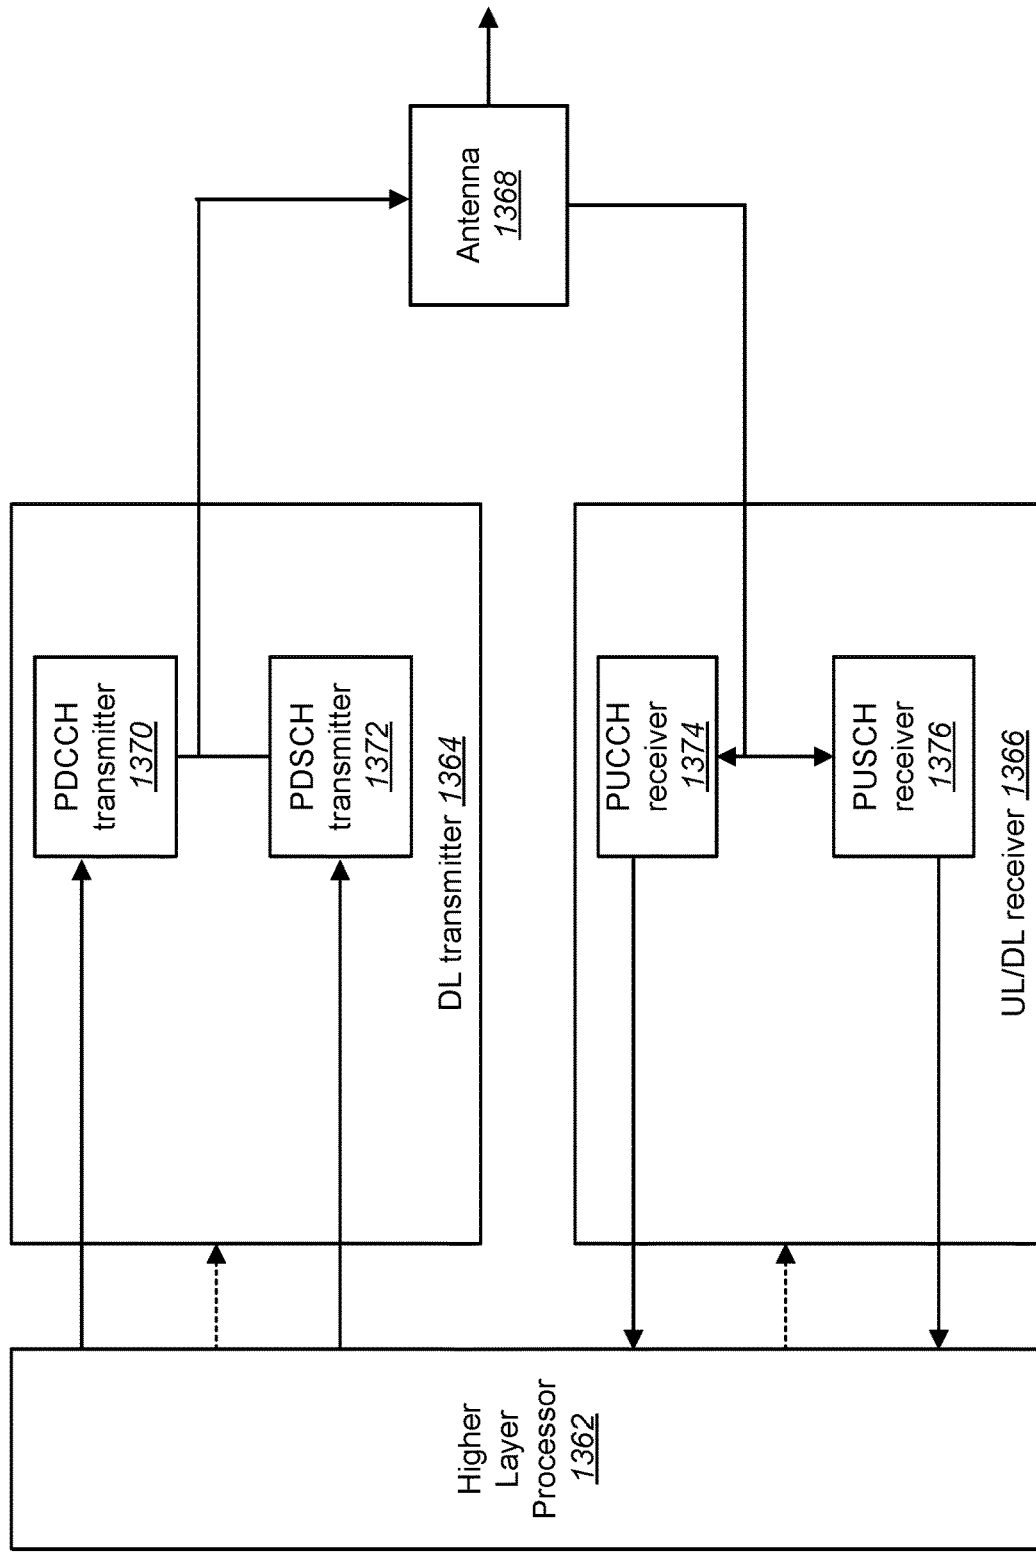 Higher
Layer
Processor
1362
PDCCH
transmitter
1370
PDSCH
transmitter
1372
DL transmitter 1364
PUCCH
receiver
1374
PUSCH
receiver
1376
UL/DL receiver 1366
Antenna
1368